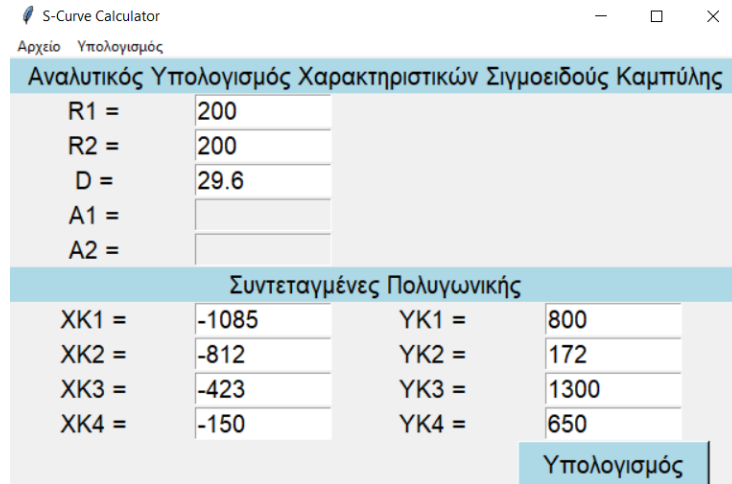 S-Curve Calculator
Αρχείο Υπολογισμός
Αναλυτικός Υπολογισμός Χαρακτηριστικών Σιγμοειδούς Καμπύλης
R1 = 200
R2 = 200
D = 29.6
A1 =
A2 =
Συντεταγμένες Πολυγωνικής
XK1 = -1085 YK1 = 800
XK2 = -812 YK2 = 172
XK3 = -423 YK3 = 1300
XK4 = -150 YK4 = 650
Υπολογισμός